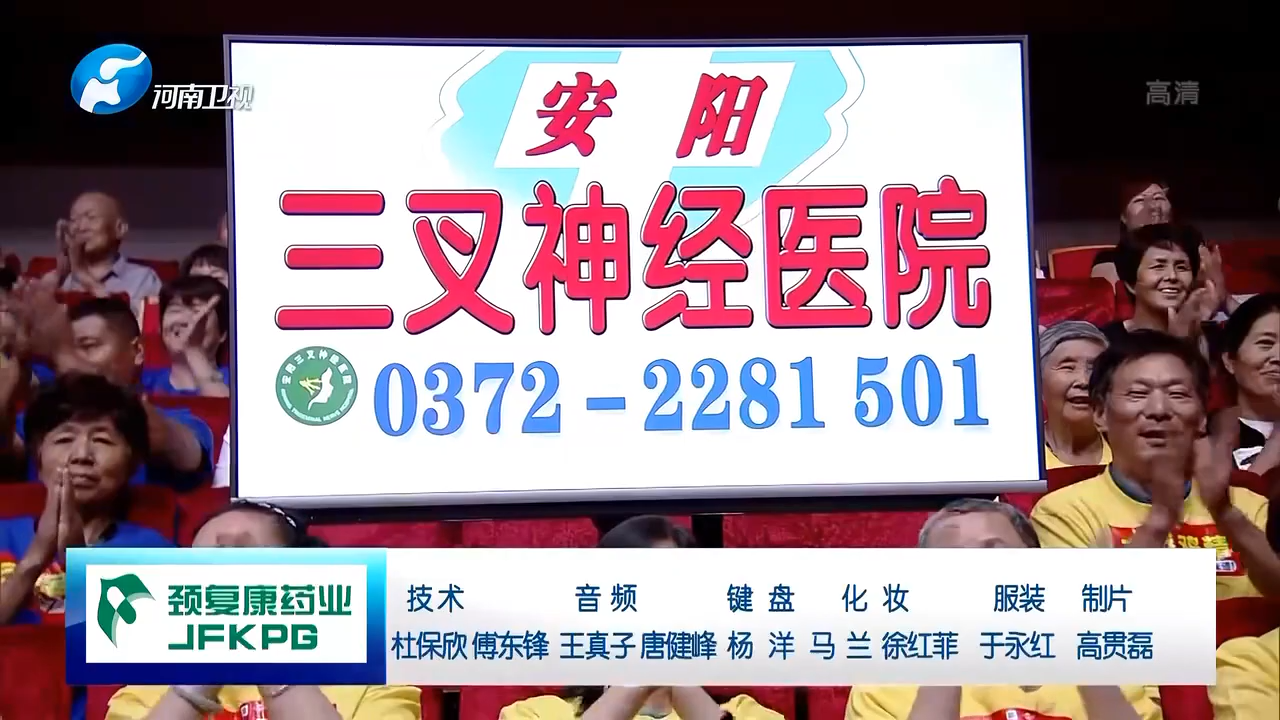 河南卫视
高清
安阳
三叉神经医院
0372-2281 501
颈复康药业
JFKPG
技术 音频 键盘 化妆 服装 制片
杜保欣 傅东锋 王真子 唐健峰 杨洋 马兰 徐红菲 于永红 高贯磊